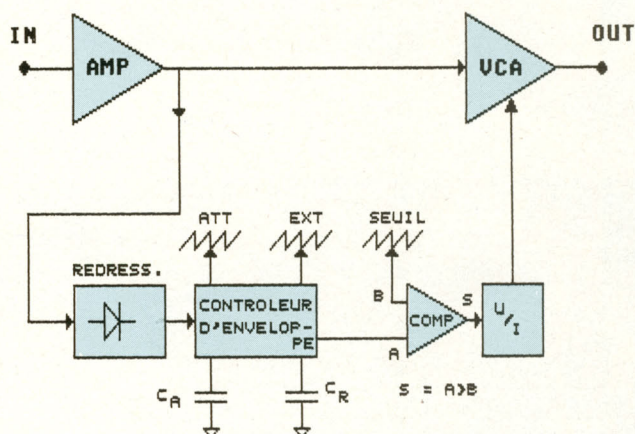 IN
OUT
AMP
VCA
ATT
EXT
SEUIL
REDRESS.
CONTROLEUR
D'ENVELOP-
PE
B
A
COMP
S
U/I
CA
CR
S = A>B